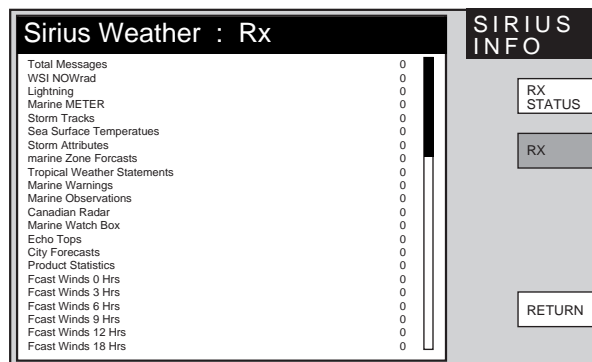 Sirius Weather : Rx
Total Messages 0
WSI NOWrad 0
Lightning 0
Marine METER 0
Storm Tracks 0
Sea Surface Temperatues 0
Storm Attributes 0
marine Zone Forcasts 0
Tropical Weather Statements 0
Marine Warnings 0
Marine Observations 0
Canadian Radar 0
Marine Watch Box 0
Echo Tops 0
City Forecasts 0
Product Statistics 0
Fcast Winds 0 Hrs 0
Fcast Winds 3 Hrs 0
Fcast Winds 6 Hrs 0
Fcast Winds 9 Hrs 0
Fcast Winds 12 Hrs 0
Fcast Winds 18 Hrs 0
SIRIUS
INFO
RX
STATUS
RX
RETURN